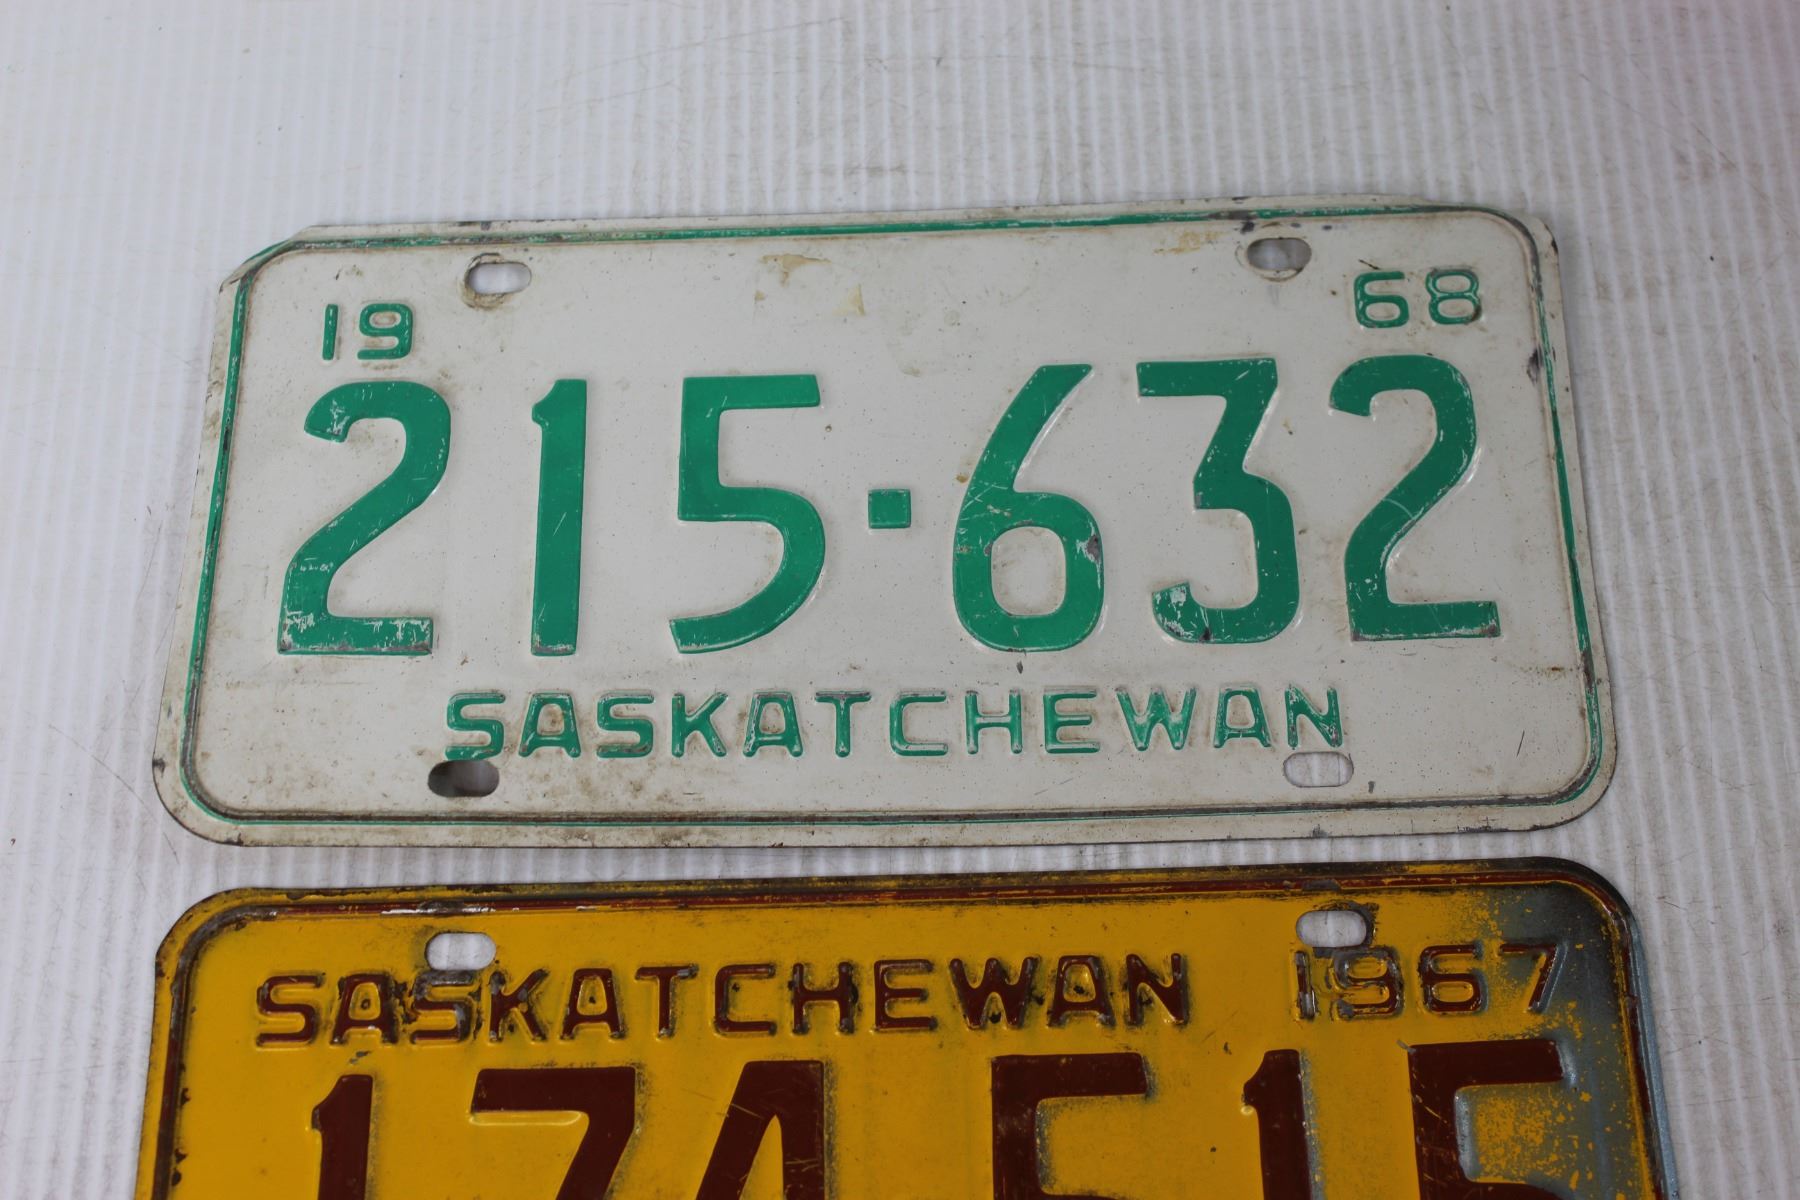 19 68
215·632
SASKATCHEWAN
SASKATCHEWAN 1967